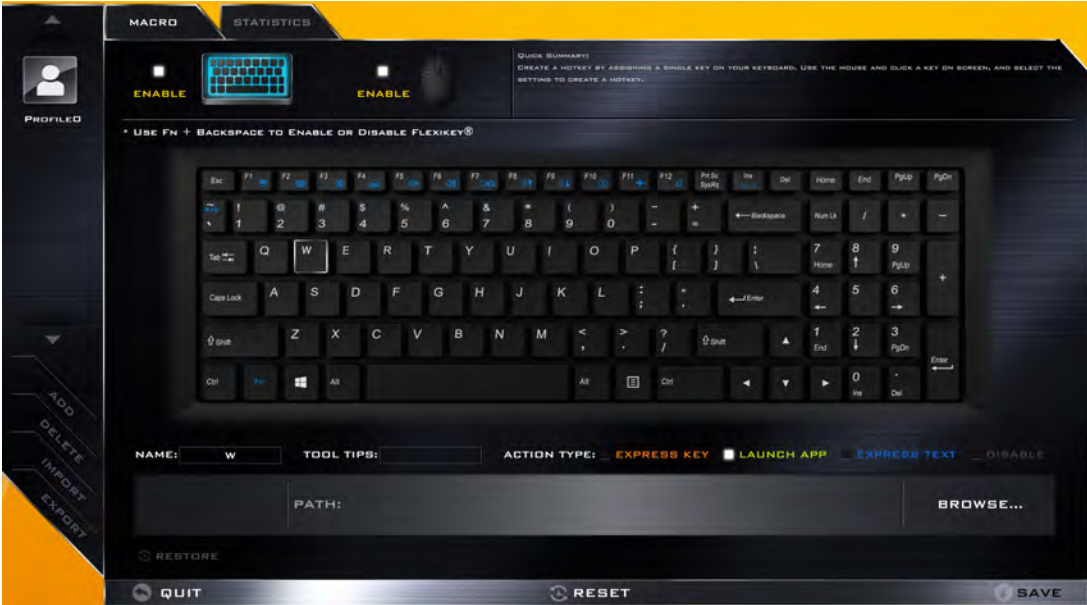 MACRO
STATISTICS
PROFILE0
ENABLE
ENABLE
QUICK SUMMARY:
CREATE A HOTKEY BY ASSIGNING A SINGLE KEY ON YOUR KEYBOARD. USE THE MOUSE AND CLICK A KEY ON SCREEN, AND SELECT THE
SETTING TO CREATE A HOTKEY.
* USE FN + BACKSPACE TO ENABLE OR DISABLE FLEXIKEY®
Esc F1 F2 F3 F4 F5 F6 F7 F8 F9 F10 F11 F12 Prt Sc Ins Del Home End PgUp PgDn
SysRq
~ ! @ # $ % ^ & * ( ) _ +
` 1 2 3 4 5 6 7 8 9 0 - = ←Backspace Num Lk / * −
Tab Q W E R T Y U I O P { } | 7 8 9 +
[ ] \ Home ↑ PgUp
Caps Lock A S D F G H J K L : " ←Enter 4 5 6
; ' ← →
⇧ Shift Z X C V B N M < > ? ⇧ Shift ▲ 1 2 3 Enter
, . / End ↓ PgDn
Ctrl Fn Alt Alt Ctrl ◄ ▼ ► 0 .
Ins Del
NAME: W TOOL TIPS: ACTION TYPE: EXPRESS KEY LAUNCH APP EXPRESS TEXT DISABLE
PATH: BROWSE...
ADD
DELETE
IMPORT
EXPORT
RESTORE
QUIT RESET SAVE